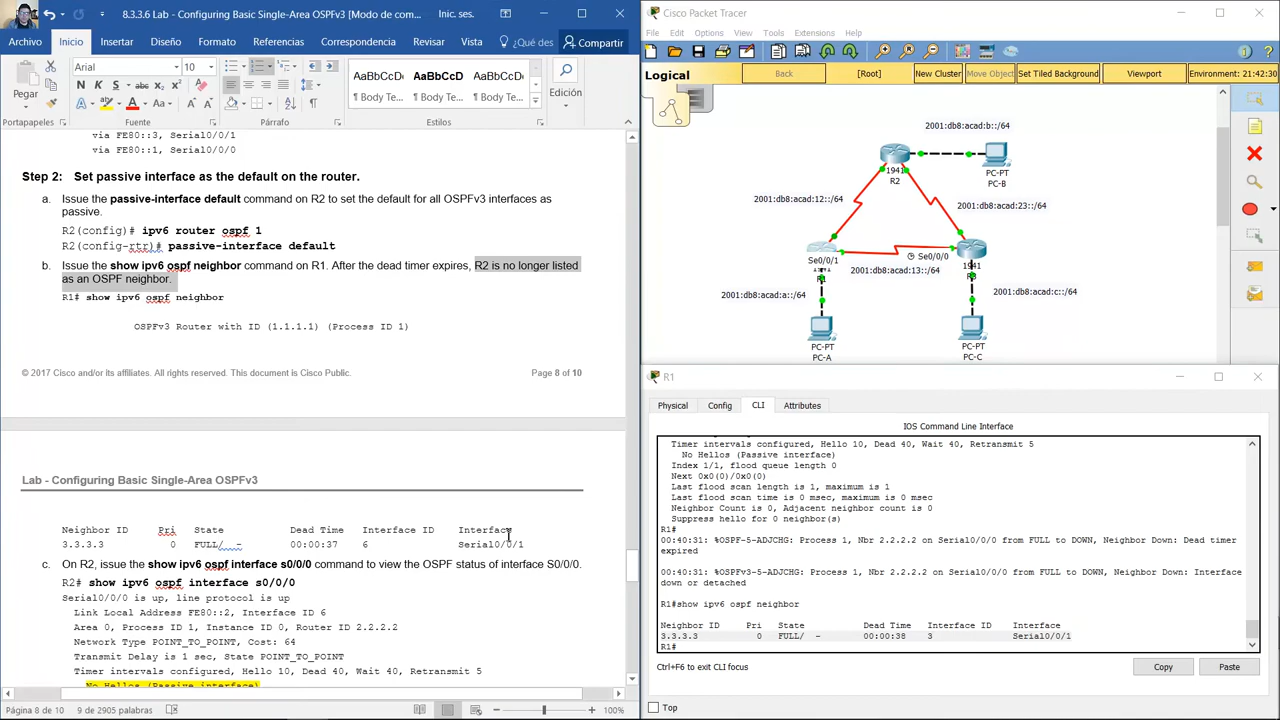 8.3.3.6 Lab - Configure Basic Single-Area OSPFv3 [Modo de ... Inic. ses.
Archivo Inicio Insertar Diseño Formato Referencias Correspondencia Revisar Vista ¿Qué des Compartir
Pegar
Arial 10
N K S abc x₂ x²
AaBbCcD AaBbCcD AaBbCcD
¶ Body Te... ¶ Body Te... ¶ Body Te...
Edición
Portapapeles Fuente Párrafo Estilos
via FE80::3, Serial0/0/1
via FE80::1, Serial0/0/0
Step 2: Set passive interface as the default on the router.
a. Issue the passive-interface default command on R2 to set the default for all OSPFv3 interfaces as
passive.
R2(config)# ipv6 router ospf 1
R2(config-rtr)# passive-interface default
b. Issue the show ipv6 ospf neighbor command on R1. After the dead timer expires, R2 is no longer listed
as an OSPF neighbor.
R1# show ipv6 ospf neighbor
OSPFv3 Router with ID (1.1.1.1) (Process ID 1)
© 2017 Cisco and/or its affiliates. All rights reserved. This document is Cisco Public. Page 8 of 10
Lab - Configuring Basic Single-Area OSPFv3
Neighbor ID Pri State Dead Time Interface ID Interface
3.3.3.3 0 FULL/ - 00:00:37 6 Serial0/0/1
c. On R2, issue the show ipv6 ospf interface s0/0/0 command to view the OSPF status of interface S0/0/0.
R2# show ipv6 ospf interface s0/0/0
Serial0/0/0 is up, line protocol is up
Link Local Address FE80::2, Interface ID 6
Area 0, Process ID 1, Instance ID 0, Router ID 2.2.2.2
Network Type POINT_TO_POINT, Cost: 64
Transmit Delay is 1 sec, State POINT_TO_POINT
Timer intervals configured, Hello 10, Dead 40, Wait 40, Retransmit 5
No Hellos (Passive interface)
Página 8 de 10 9 de 2905 palabras 100%
Cisco Packet Tracer
File Edit Options View Tools Extensions Help
Logical Back [Root] New Cluster Move Object Set Tiled Background Viewport Environment: 21:42:30
2001:db8:acad:b::/64
1941
R2
PC-PT
PC-B
2001:db8:acad:12::/64
2001:db8:acad:23::/64
Se0/0/1
Se0/0/0
1941
R3
R1
2001:db8:acad:13::/64
2001:db8:acad:a::/64
2001:db8:acad:c::/64
PC-PT
PC-A
PC-PT
PC-C
R1
Physical Config CLI Attributes
IOS Command Line Interface
Timer intervals configured, Hello 10, Dead 40, Wait 40, Retransmit 5
No Hellos (Passive interface)
Index 1/1, flood queue length 0
Next 0x0(0)/0x0(0)
Last flood scan length is 1, maximum is 1
Last flood scan time is 0 msec, maximum is 0 msec
Neighbor Count is 0, Adjacent neighbor count is 0
Suppress hello for 0 neighbor(s)
R1#
00:40:31: %OSPF-5-ADJCHG: Process 1, Nbr 2.2.2.2 on Serial0/0/0 from FULL to DOWN, Neighbor Down: Dead timer
expired
00:40:31: %OSPFv3-5-ADJCHG: Process 1, Nbr 2.2.2.2 on Serial0/0/0 from FULL to DOWN, Neighbor Down: Interface
down or detached
R1#show ipv6 ospf neighbor
Neighbor ID Pri State Dead Time Interface ID Interface
3.3.3.3 0 FULL/ - 00:00:38 3 Serial0/0/1
R1#
Ctrl+F6 to exit CLI focus Copy Paste
Top